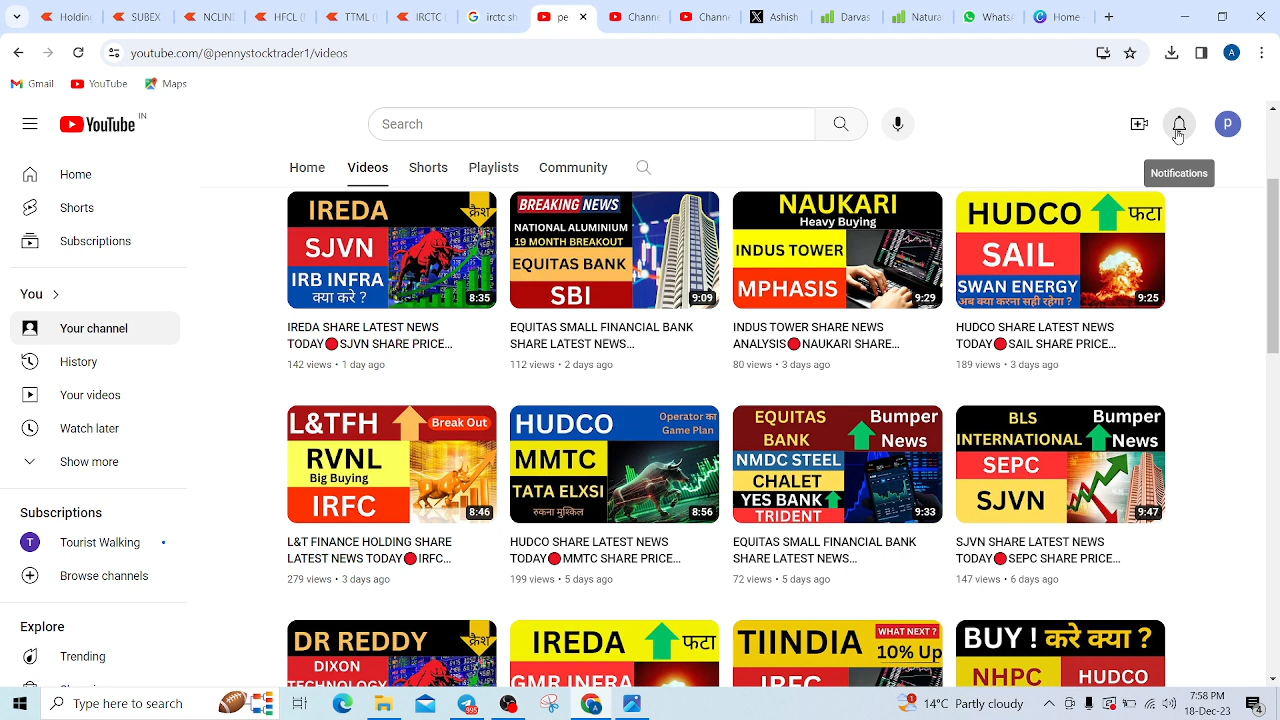 Holding
SUBEX
NCLIN
HFCL (
SURYC
irctc sh
pe
Channe
Channe
Ashish
Darvas
Natura
Whats
Home
youtube.com/@pennystocktrader1/videos
A
Gmail
YouTube
Maps
YouTube IN
Search
P
Home
Videos
Shorts
Playlists
Community
Notifications
Home
Shorts
Subscriptions
You
Your channel
History
Your videos
Watch later
Show more
Subscriptions
T
Tourist Walking
Browse channels
Explore
Trending
IREDA
क्रैश
SJVN
IRB INFRA
क्या करे ?
8:35
IREDA SHARE LATEST NEWS
TODAY🔴SJVN SHARE PRICE...
142 views • 1 day ago
BREAKING NEWS
NATIONAL ALUMINIUM
19 MONTH BREAKOUT
EQUITAS BANK
SBI
9:09
EQUITAS SMALL FINANCIAL BANK
SHARE LATEST NEWS...
112 views • 2 days ago
NAUKARI
Heavy Buying
INDUS TOWER
MPHASIS
9:29
INDUS TOWER SHARE NEWS
ANALYSIS🔴NAUKARI SHARE...
80 views • 3 days ago
HUDCO
फटा
SAIL
SWAN ENERGY
अब क्या करना सही रहेगा ?
9:25
HUDCO SHARE LATEST NEWS
TODAY🔴SAIL SHARE PRICE...
189 views • 3 days ago
L&TFH
Break Out
RVNL
Big Buying
IRFC
8:46
L&T FINANCE HOLDING SHARE
LATEST NEWS TODAY🔴IRFC...
279 views • 3 days ago
HUDCO
Operator का
Game Plan
MMTC
TATA ELXSI
रुकना मुश्किल
8:56
HUDCO SHARE LATEST NEWS
TODAY🔴MMTC SHARE PRICE...
199 views • 5 days ago
EQUITAS
BANK
Bumper
News
NMDC STEEL
CHALET
YES BANK
TRIDENT
9:33
EQUITAS SMALL FINANCIAL BANK
SHARE LATEST NEWS...
72 views • 5 days ago
BLS
INTERNATIONAL
Bumper
News
SEPC
SJVN
9:47
SJVN SHARE LATEST NEWS
TODAY🔴SEPC SHARE PRICE...
147 views • 6 days ago
DR REDDY
क्रैश
DIXON
TECHNOLOGY
IREDA
फटा
GMR INFRA
TIINDIA
WHAT NEXT ?
10% Up
IRFC
BUY ! करे क्या ?
NHPC
HUDCO
Type here to search
995
1
14°C Partly cloudy
7:58 PM
18-Dec-23
4